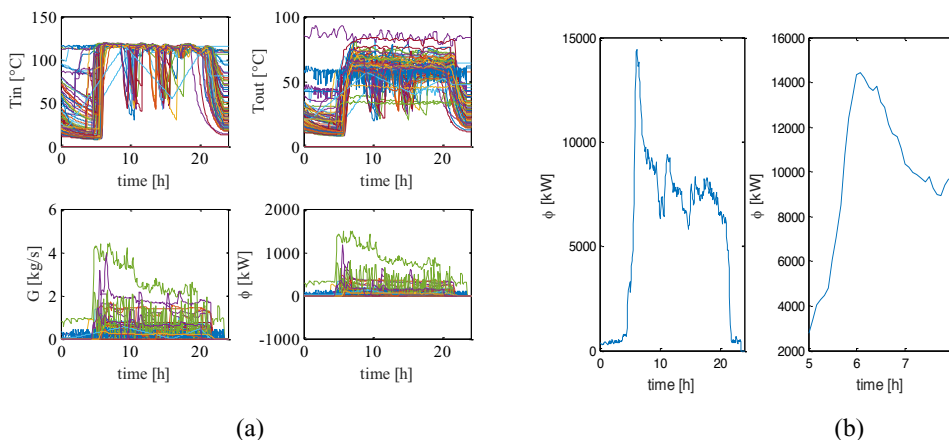 150
100
50
0
Tin [°C]
0 10 20
time [h]
100
50
0
Tout [°C]
0 10 20
time [h]
6
4
2
0
G [kg/s]
0 10 20
time [h]
2000
1000
0
-1000
ϕ [kW]
0 10 20
time [h]
(a)
15000
10000
5000
0
ϕ [kW]
0 10 20
time [h]
16000
14000
12000
10000
8000
6000
4000
2000
ϕ [kW]
5 6 7
time [h]
(b)